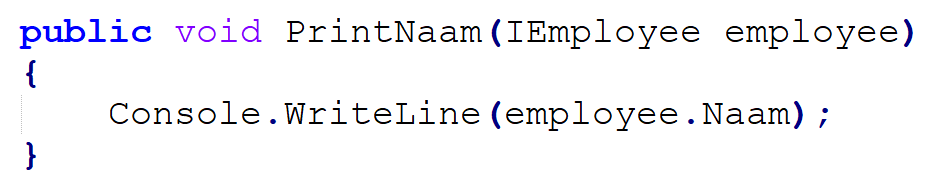 public void PrintNaam(IEmployee employee)
{
    Console.WriteLine(employee.Naam);
}